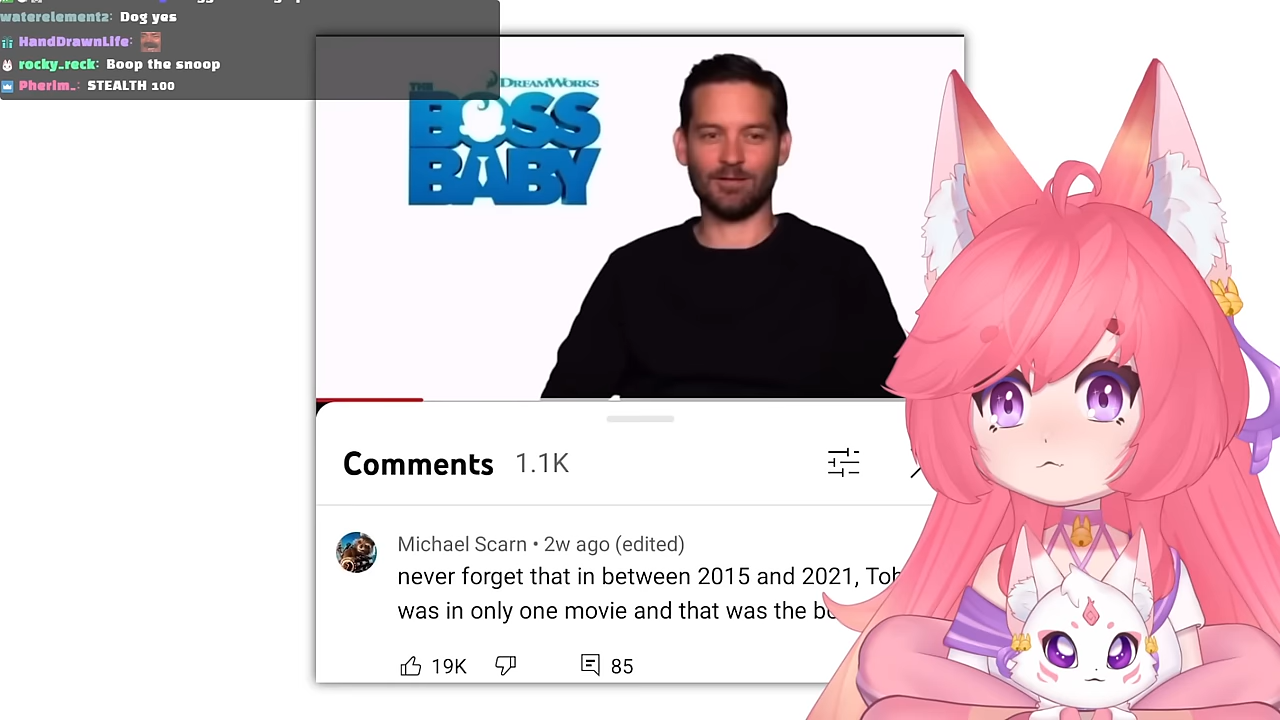 waterelement2: Dog yes
HandDrawnLife:
rocky_reck: Boop the snoop
Pherim_: STEALTH 100
THE
DREAMWORKS
BOSS
BABY
Comments 1.1K
Michael Scarn • 2w ago (edited)
never forget that in between 2015 and 2021,
was in only one movie and that was the
19K 85